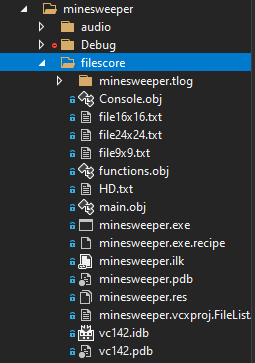 minesweeper
audio
Debug
filescore
minesweeper.tlog
Console.obj
file16x16.txt
file24x24.txt
file9x9.txt
functions.obj
HD.txt
main.obj
minesweeper.exe
minesweeper.exe.recipe
minesweeper.ilk
minesweeper.pdb
minesweeper.res
minesweeper.vcxproj.FileList
vc142.idb
vc142.pdb